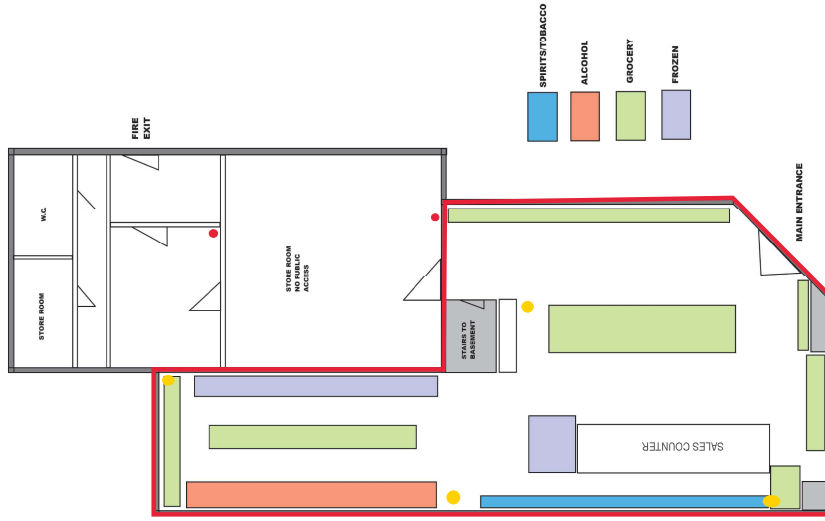 SPIRITS/TOBACCO
ALCOHOL
GROCERY
FROZEN
FIRE
EXIT
W.C.
STORE ROOM
STORE ROOM
NO PUBLIC
ACCESS
MAIN ENTRANCE
STAIRS TO
BASEMENT
SALES COUNTER